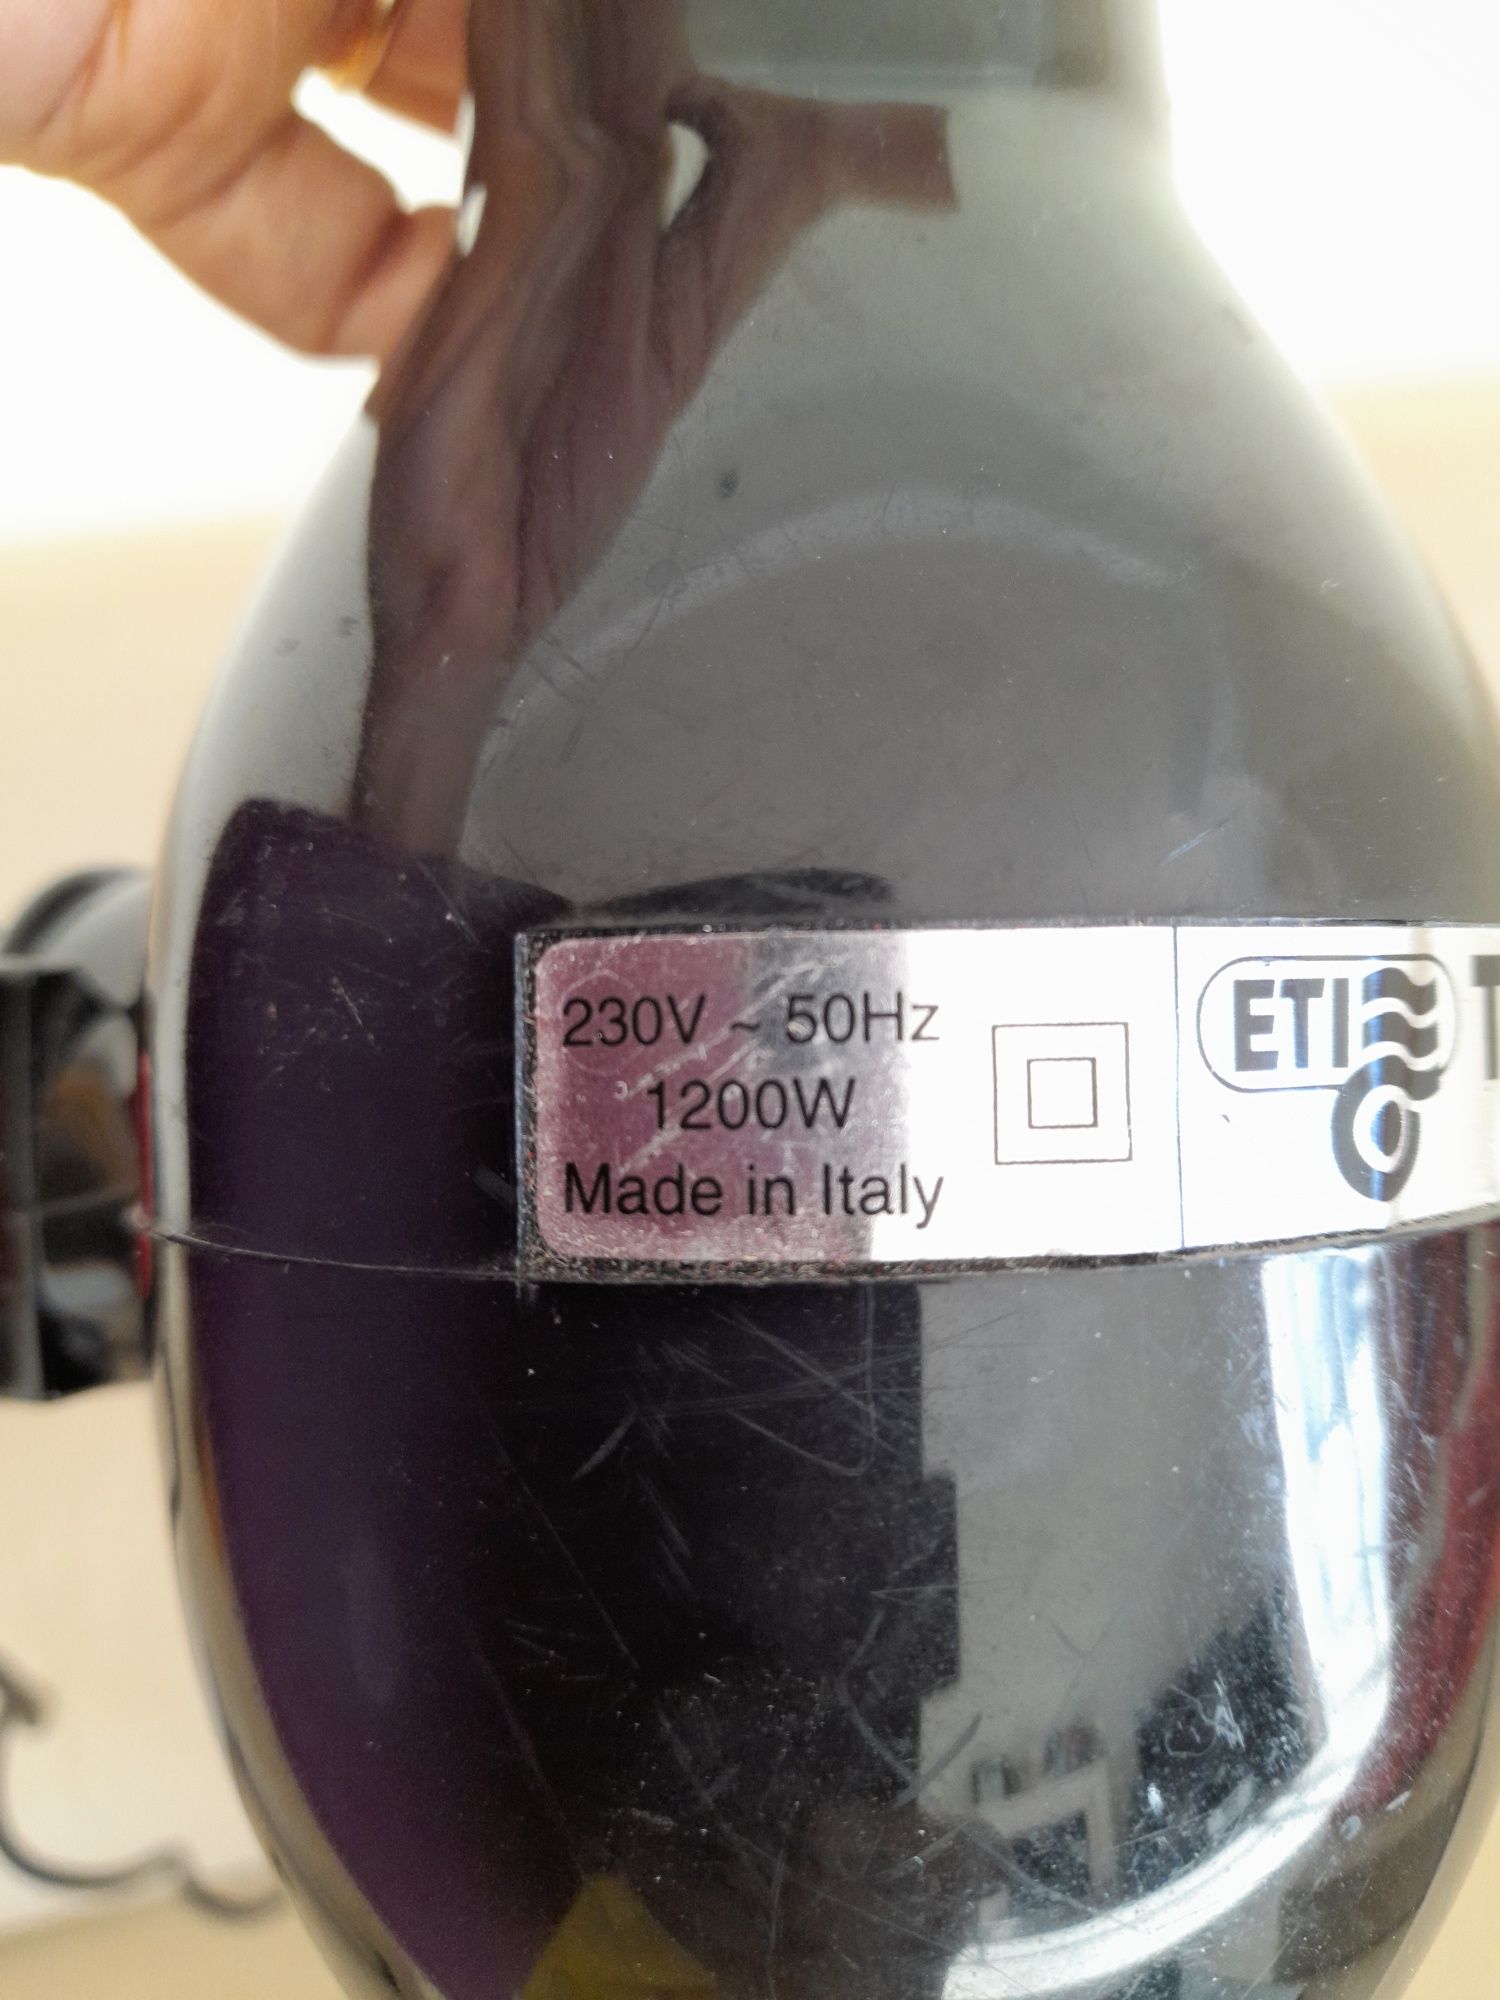 230V ~ 50Hz
1200W
Made in Italy
ETI